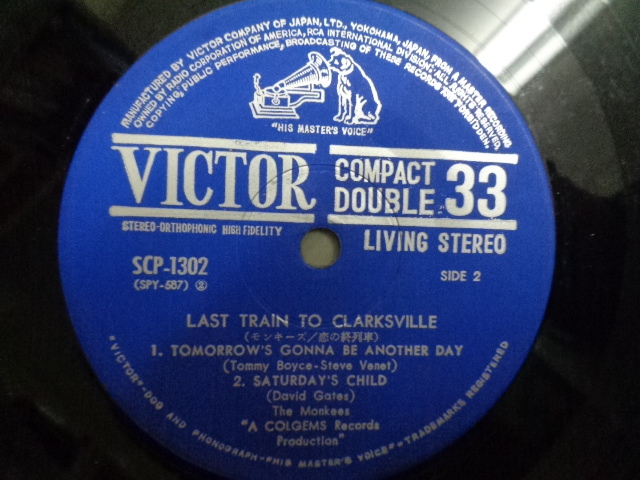 MANUFACTURED BY VICTOR COMPANY OF JAPAN, LTD., YOKOHAMA, JAPAN, FROM A MASTER RECORDING
OWNED BY RADIO CORPORATION OF AMERICA, RCA INTERNATIONAL DIVISION, ALL RIGHTS RESERVED.
COPYING, PUBLIC PERFORMANCE, BROADCASTING OF THESE RECORDS FORBIDDEN.
"HIS MASTER'S VOICE"
VICTOR
COMPACT
DOUBLE 33
STEREO-ORTHOPHONIC HIGH FIDELITY
LIVING STEREO
SCP-1302
(SPY-587) ②
SIDE 2
LAST TRAIN TO CLARKSVILLE
(モンキーズ/恋の終列車)
1. TOMORROW'S GONNA BE ANOTHER DAY
(Tommy Boyce-Steve Venet)
2. SATURDAY'S CHILD
(David Gates)
The Monkees
"A COLGEMS Records
Production"
"VICTOR"-DOG AND PHONOGRAPH-"HIS MASTER'S VOICE"-TRADEMARKS REGISTERED